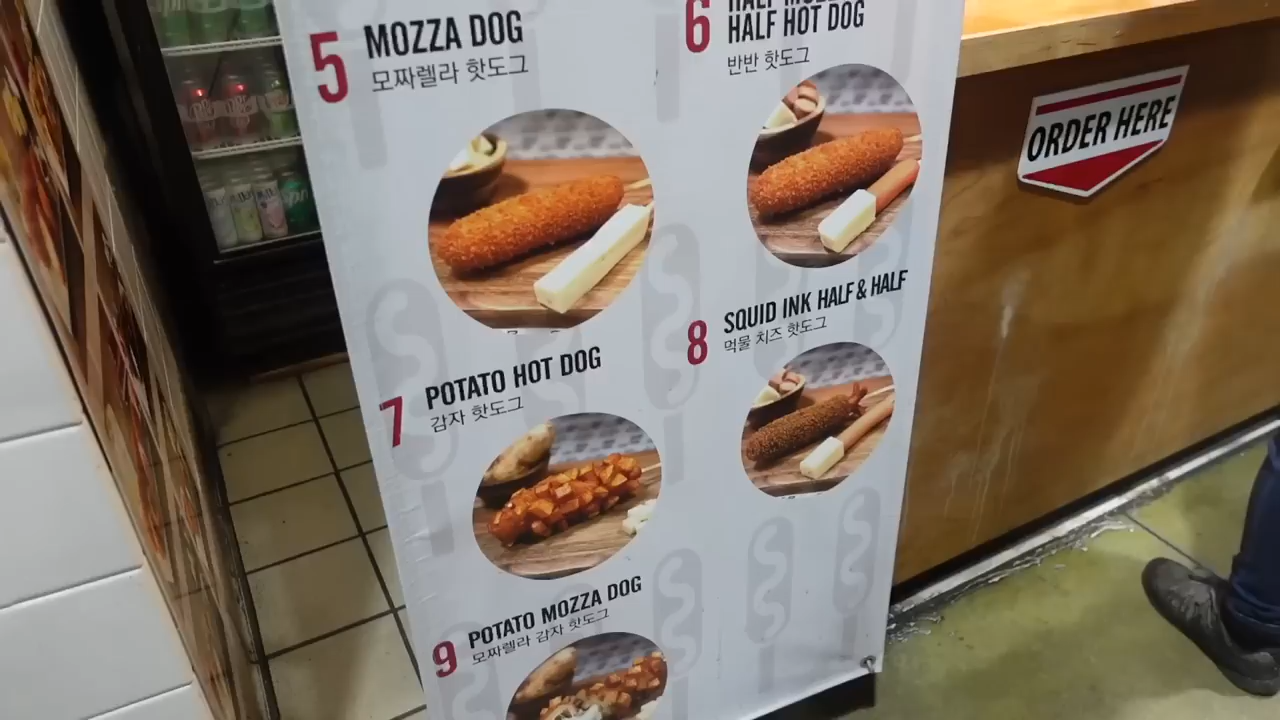 5
MOZZA DOG
모짜렐라 핫도그
6
HALF
HALF HOT DOG
반반 핫도그
ORDER HERE
7
POTATO HOT DOG
감자 핫도그
8
SQUID INK HALF & HALF
먹물 치즈 핫도그
9
POTATO MOZZA DOG
모짜렐라 감자 핫도그